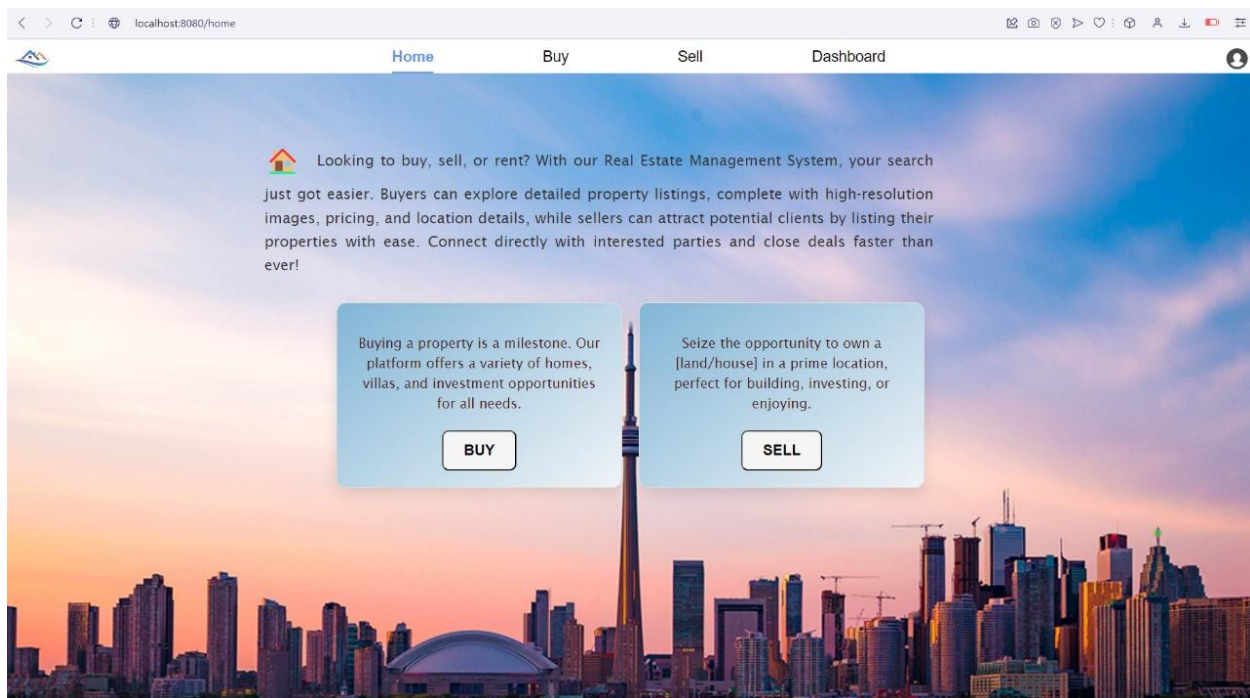 localhost:8080/home
Home Buy Sell Dashboard
Looking to buy, sell, or rent? With our Real Estate Management System, your search
just got easier. Buyers can explore detailed property listings, complete with high-resolution
images, pricing, and location details, while sellers can attract potential clients by listing their
properties with ease. Connect directly with interested parties and close deals faster than
ever!
Buying a property is a milestone. Our
platform offers a variety of homes,
villas, and investment opportunities
for all needs.
BUY
Seize the opportunity to own a
[land/house] in a prime location,
perfect for building, investing, or
enjoying.
SELL